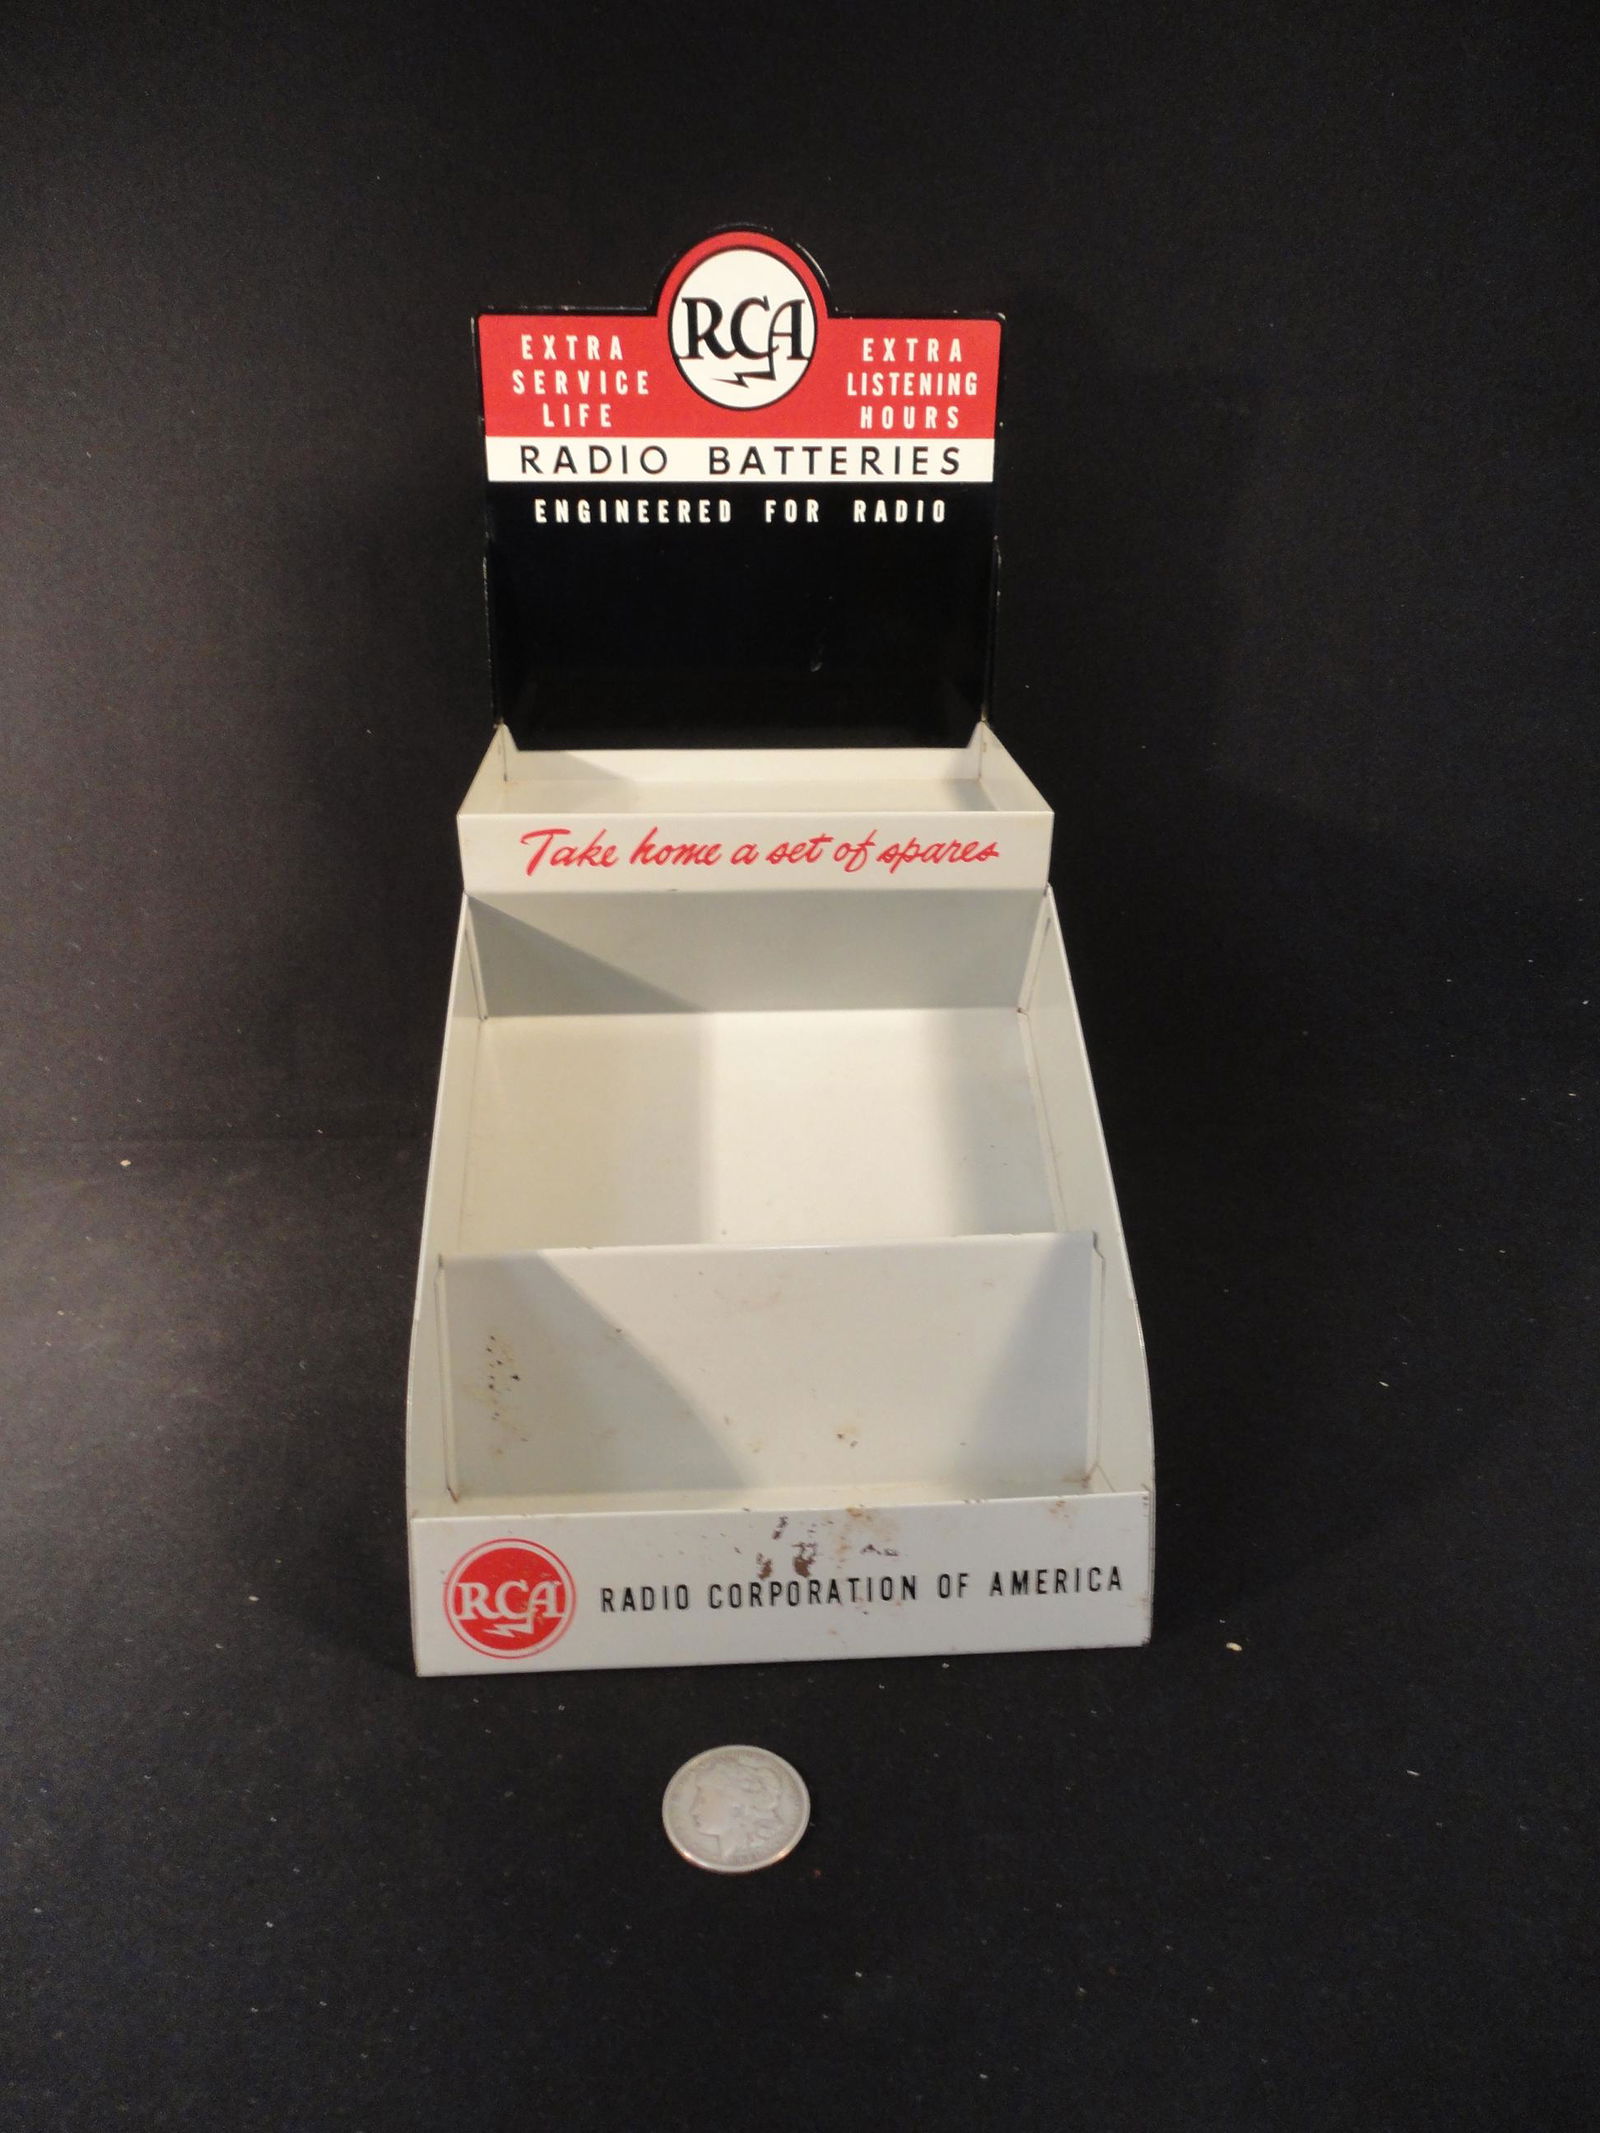 RCA
EXTRA
SERVICE
LIFE
EXTRA
LISTENING
HOURS
RADIO BATTERIES
ENGINEERED FOR RADIO
Take home a set of spares
RCA
RADIO CORPORATION OF AMERICA